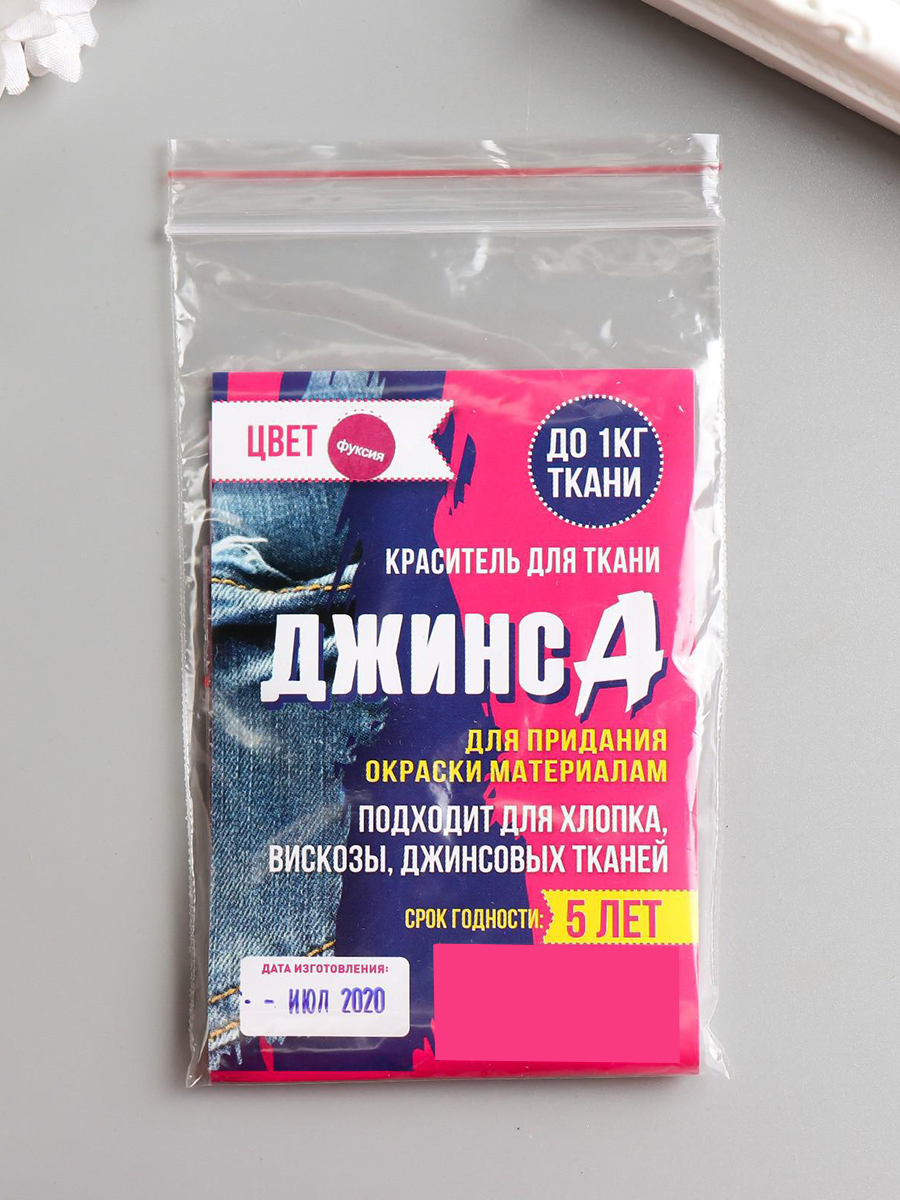 ЦВЕТ фуксия
ДО 1КГ
ТКАНИ
КРАСИТЕЛЬ ДЛЯ ТКАНИ
ДЖИНСА
ДЛЯ ПРИДАНИЯ
ОКРАСКИ МАТЕРИАЛАМ
ПОДХОДИТ ДЛЯ ХЛОПКА,
ВИСКОЗЫ, ДЖИНСОВЫХ ТКАНЕЙ
СРОК ГОДНОСТИ: 5 ЛЕТ
ДАТА ИЗГОТОВЛЕНИЯ:
- - ИЮЛ 2020